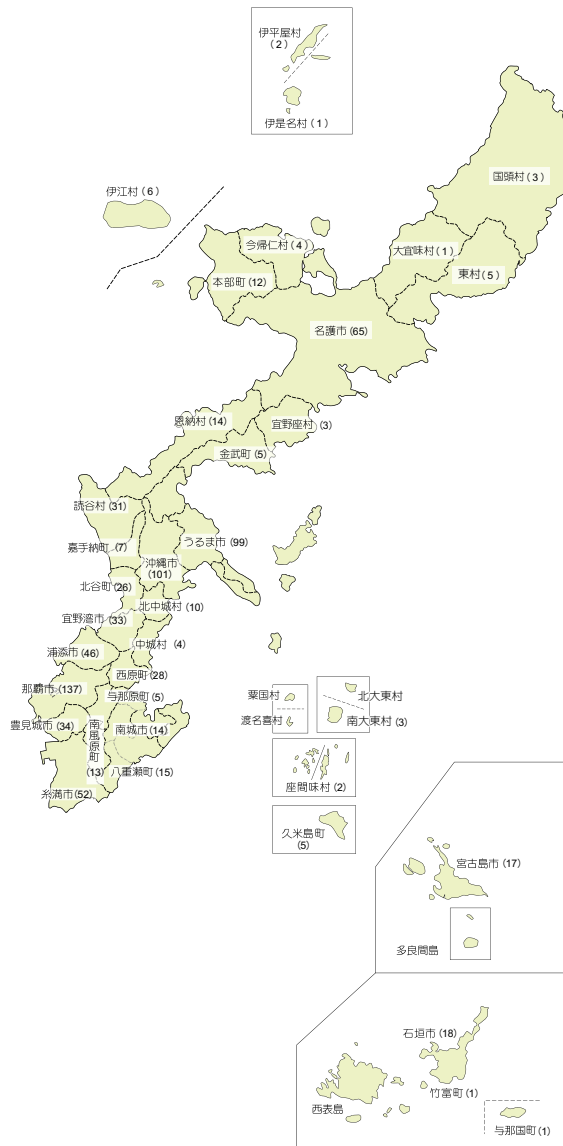 伊平屋村
(2)
伊是名村(1)
国頭村(3)
伊江村(6)
今帰仁村(4)
大宜味村(1)
東村(5)
本部町(12)
名護市(65)
恩納村(14)
宜野座村(3)
金武町(5)
読谷村(31)
うるま市(99)
嘉手納町(7)
沖縄市
(101)
北谷町(26)
北中城村(10)
宜野湾市(33)
中城村(4)
浦添市(46)
西原町(28)
那覇市(137)
与那原町(5)
粟国村
北大東村
渡名喜村
南大東村(3)
豊見城市(34)
南風原町
(13)
南城市(14)
八重瀬町(15)
座間味村(2)
糸満市(52)
久米島町
(5)
宮古島市(17)
多良間島
石垣市(18)
竹富町(1)
西表島
与那国町(1)